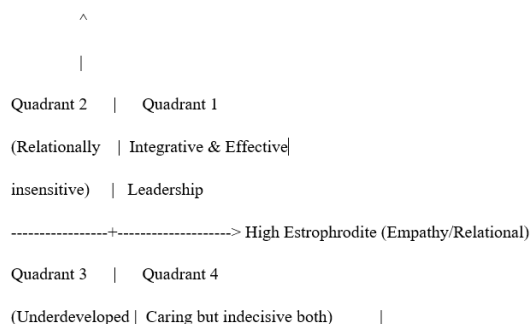 ^
|
Quadrant 2 | Quadrant 1
(Relationally | Integrative & Effective|
insensitive) | Leadership
-----------------+--------------------> High Estrophrodite (Empathy/Relational)
Quadrant 3 | Quadrant 4
(Underdeveloped | Caring but indecisive both) |